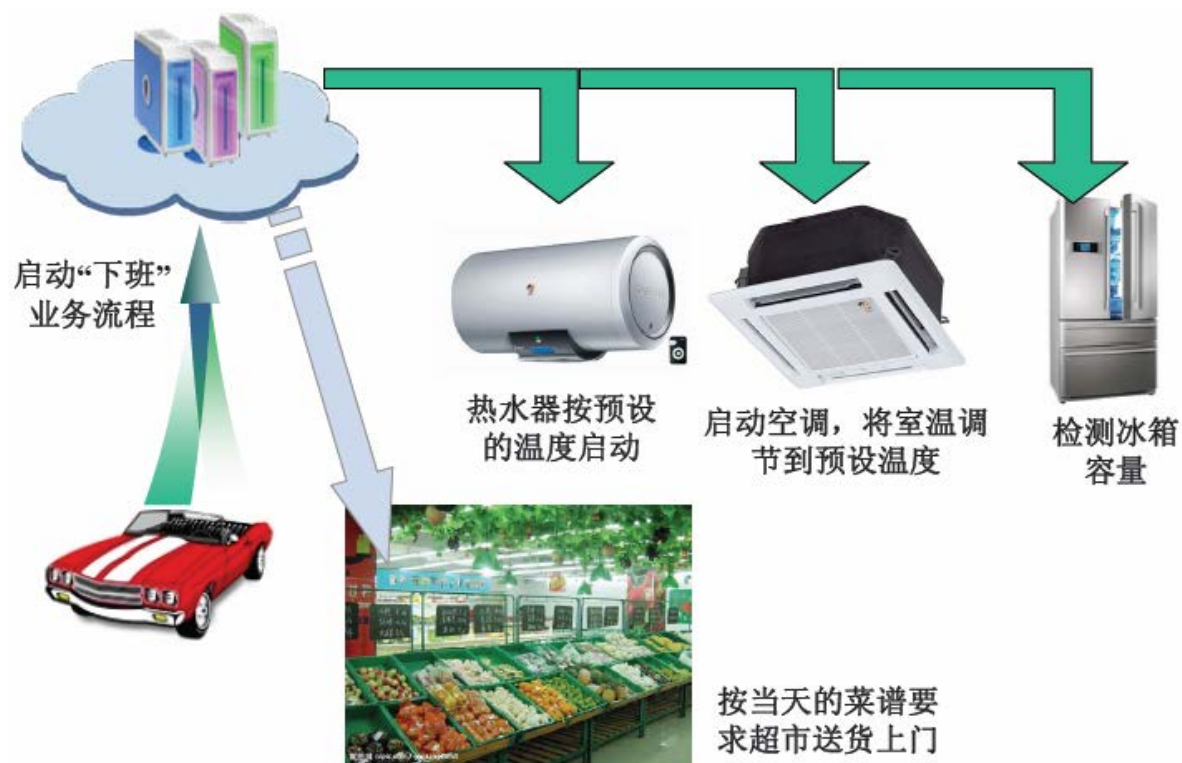 启动“下班”
业务流程
热水器按预设
的温度启动
启动空调，将室温调
节到预设温度
检测冰箱
容量
按当天的菜谱要
求超市送货上门